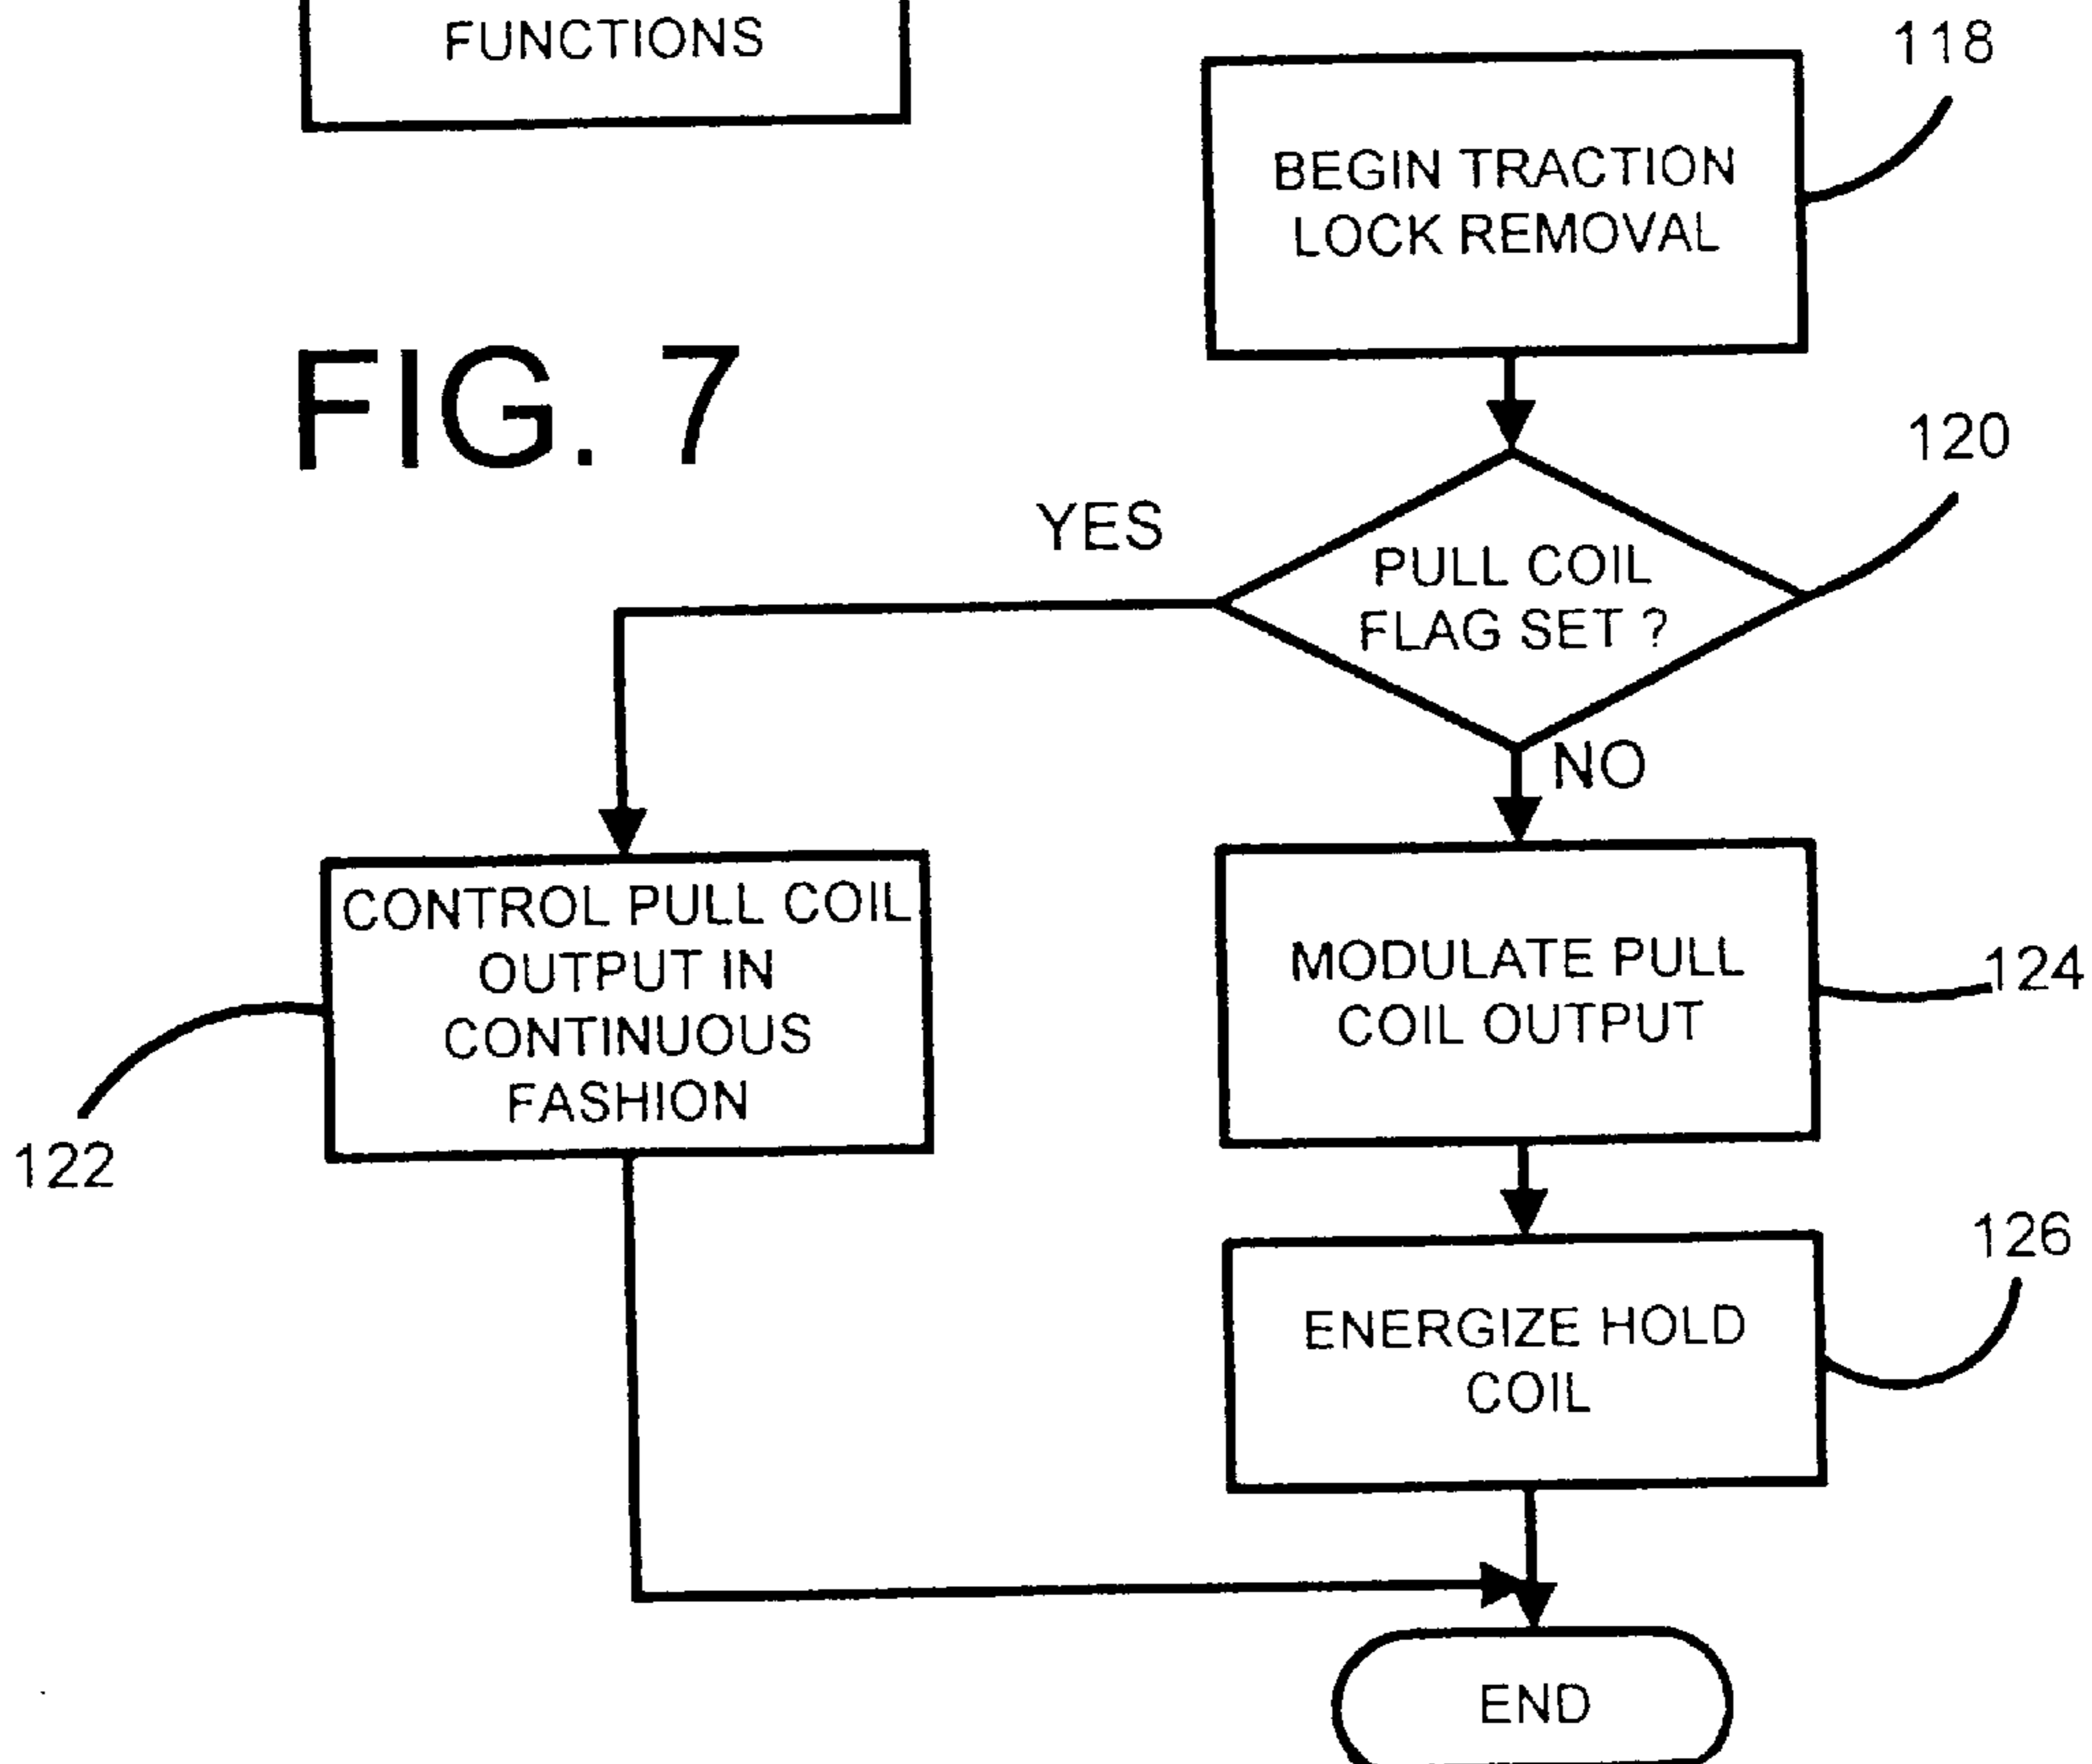 FUNCTIONS
118
BEGIN TRACTION
LOCK REMOVAL
FIG. 7
120
YES
PULL COIL
FLAG SET ?
NO
CONTROL PULL COIL
OUTPUT IN
CONTINUOUS
FASHION
122
MODULATE PULL
COIL OUTPUT
124
126
ENERGIZE HOLD
COIL
END